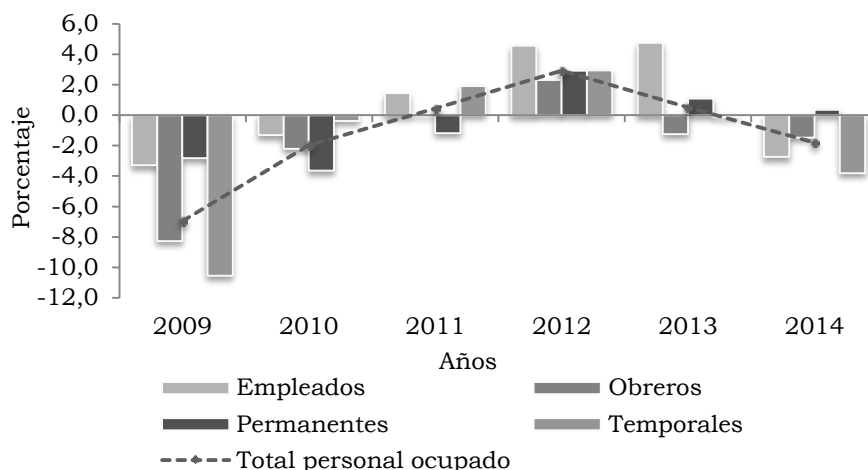 6,0
4,0
2,0
0,0
-2,0
-4,0
-6,0
-8,0
-10,0
-12,0
Porcentaje
2009 2010 2011 2012 2013 2014
Años
Empleados Obreros
Permanentes Temporales
Total personal ocupado